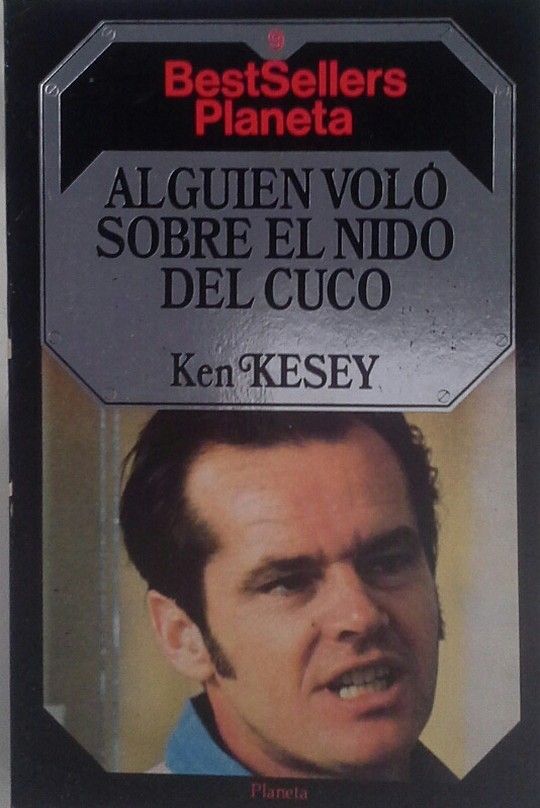 9
BestSellers
Planeta
ALGUIEN VOLÓ
SOBRE EL NIDO
DEL CUCO
Ken KESEY
Planeta